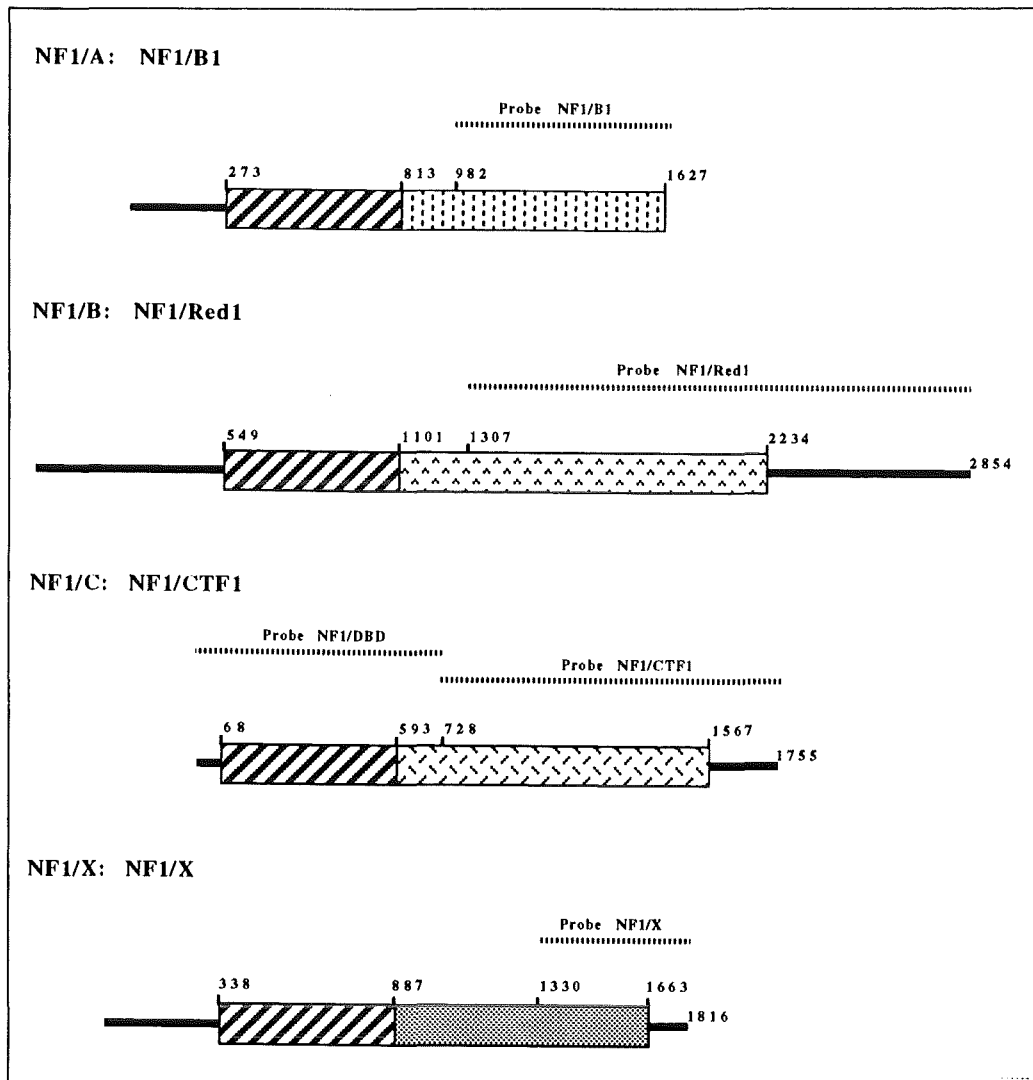 NF1/A: NF1/B1
Probe NF1/B1
273 813 982 1627
NF1/B: NF1/Red1
Probe NF1/Red1
549 1101 1307 2234
2854
NF1/C: NF1/CTF1
Probe NF1/DBD
Probe NF1/CTF1
68 593 728 1567
1755
NF1/X: NF1/X
Probe NF1/X
338 887 1330 1663
1816